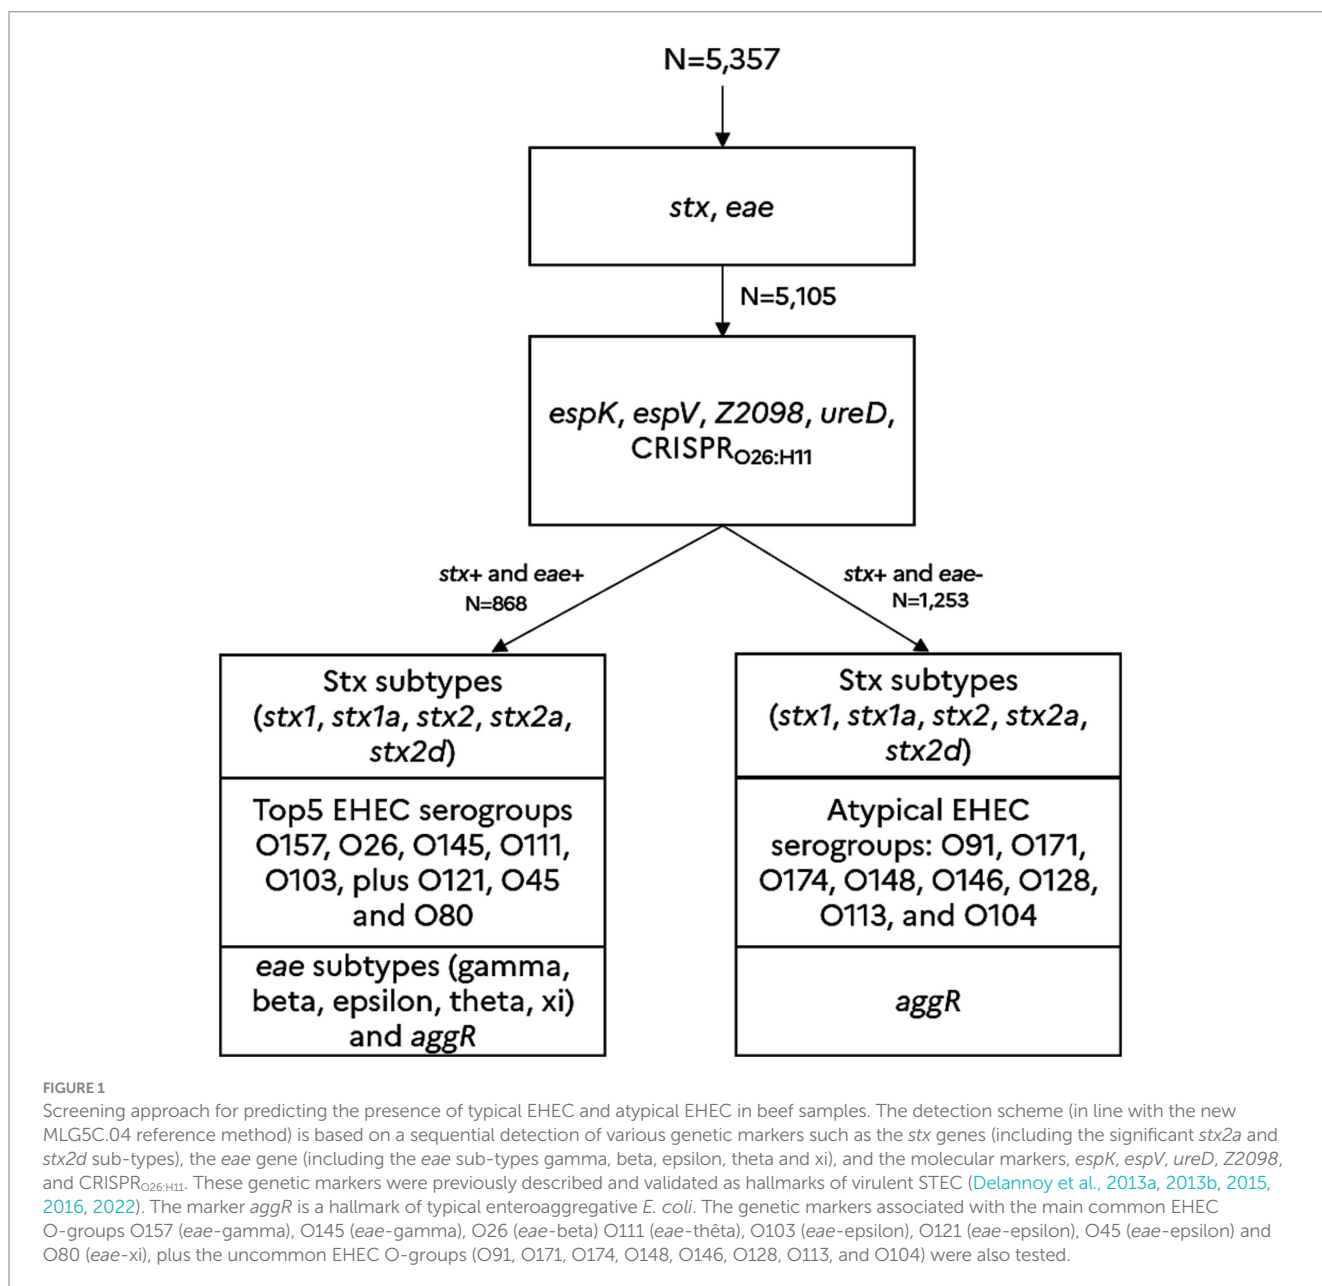 N=5,357
stx, eae
N=5,105
espK, espV, Z2098, ureD,
CRISPRO26:H11
stx+ and eae+
N=868
stx+ and eae-
N=1,253
Stx subtypes
(stx1, stx1a, stx2, stx2a,
stx2d)
Top5 EHEC serogroups
O157, O26, O145, O111,
O103, plus O121, O45
and O80
eae subtypes (gamma,
beta, epsilon, theta, xi)
and aggR
Stx subtypes
(stx1, stx1a, stx2, stx2a,
stx2d)
Atypical EHEC
serogroups: O91, O171,
O174, O148, O146, O128,
O113, and O104
aggR
FIGURE 1
Screening approach for predicting the presence of typical EHEC and atypical EHEC in beef samples. The detection scheme (in line with the new
MLG5C.04 reference method) is based on a sequential detection of various genetic markers such as the stx genes (including the significant stx2a and
stx2d sub-types), the eae gene (including the eae sub-types gamma, beta, epsilon, theta and xi), and the molecular markers, espK, espV, ureD, Z2098,
and CRISPRO26:H11. These genetic markers were previously described and validated as hallmarks of virulent STEC (Delannoy et al., 2013a, 2013b, 2015,
2016, 2022). The marker aggR is a hallmark of typical enteroaggregative E. coli. The genetic markers associated with the main common EHEC
O-groups O157 (eae-gamma), O145 (eae-gamma), O26 (eae-beta) O111 (eae-thêta), O103 (eae-epsilon), O121 (eae-epsilon), O45 (eae-epsilon) and
O80 (eae-xi), plus the uncommon EHEC O-groups (O91, O171, O174, O148, O146, O128, O113, and O104) were also tested.